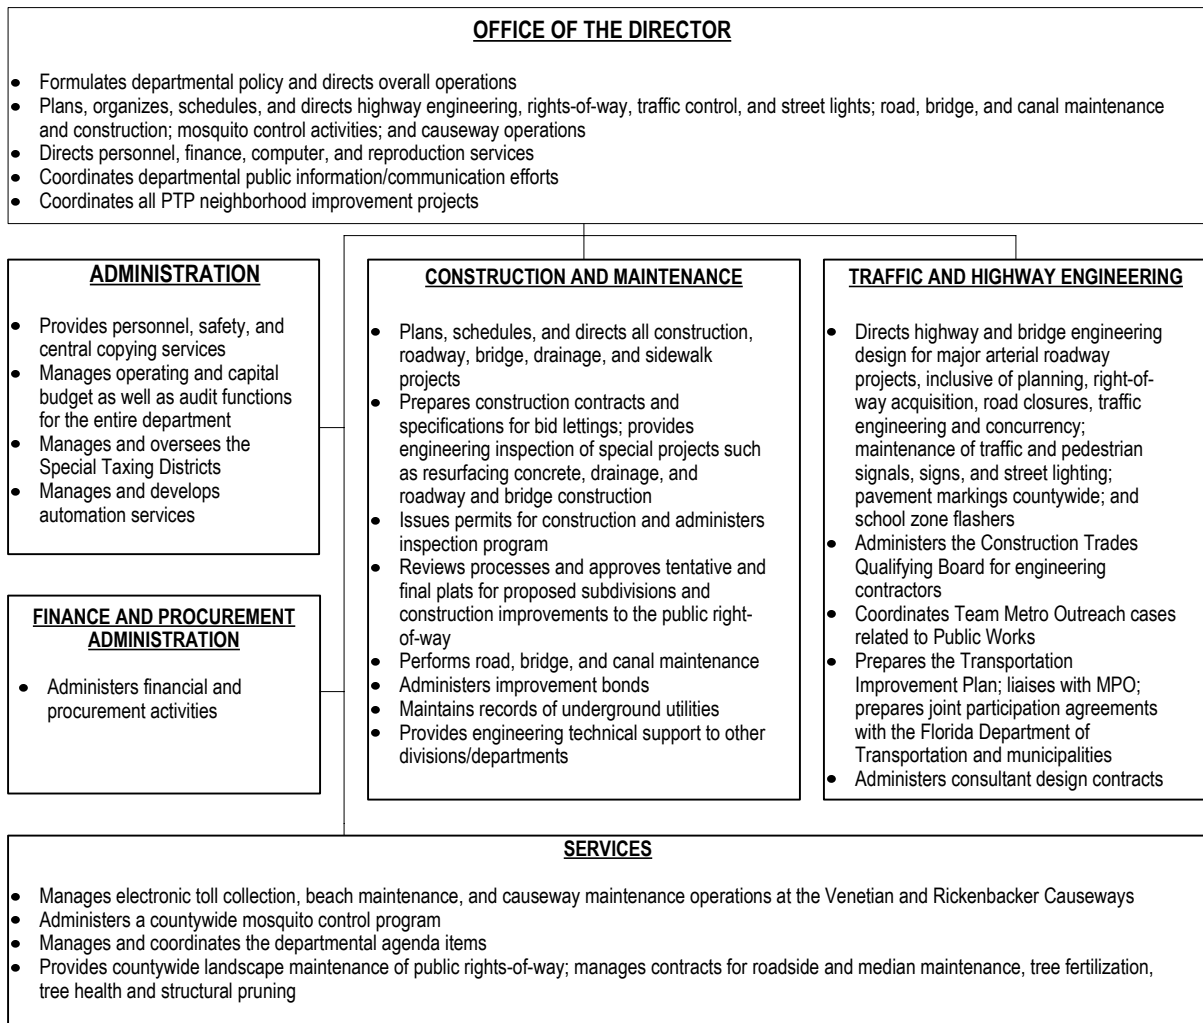 OFFICE OF THE DIRECTOR
● Formulates departmental policy and directs overall operations
● Plans, organizes, schedules, and directs highway engineering, rights-of-way, traffic control, and street lights; road, bridge, and canal maintenance
and construction; mosquito control activities; and causeway operations
● Directs personnel, finance, computer, and reproduction services
● Coordinates departmental public information/communication efforts
● Coordinates all PTP neighborhood improvement projects
ADMINISTRATION
● Provides personnel, safety, and
central copying services
● Manages operating and capital
budget as well as audit functions
for the entire department
● Manages and oversees the
Special Taxing Districts
● Manages and develops
automation services
FINANCE AND PROCUREMENT
ADMINISTRATION
● Administers financial and
procurement activities
CONSTRUCTION AND MAINTENANCE
● Plans, schedules, and directs all construction,
roadway, bridge, drainage, and sidewalk
projects
● Prepares construction contracts and
specifications for bid lettings; provides
engineering inspection of special projects such
as resurfacing concrete, drainage, and
roadway and bridge construction
● Issues permits for construction and administers
inspection program
● Reviews processes and approves tentative and
final plats for proposed subdivisions and
construction improvements to the public right-
of-way
● Performs road, bridge, and canal maintenance
● Administers improvement bonds
● Maintains records of underground utilities
● Provides engineering technical support to other
divisions/departments
TRAFFIC AND HIGHWAY ENGINEERING
● Directs highway and bridge engineering
design for major arterial roadway
projects, inclusive of planning, right-of-
way acquisition, road closures, traffic
engineering and concurrency;
maintenance of traffic and pedestrian
signals, signs, and street lighting;
pavement markings countywide; and
school zone flashers
● Administers the Construction Trades
Qualifying Board for engineering
contractors
● Coordinates Team Metro Outreach cases
related to Public Works
● Prepares the Transportation
Improvement Plan; liaises with MPO;
prepares joint participation agreements
with the Florida Department of
Transportation and municipalities
● Administers consultant design contracts
SERVICES
● Manages electronic toll collection, beach maintenance, and causeway maintenance operations at the Venetian and Rickenbacker Causeways
● Administers a countywide mosquito control program
● Manages and coordinates the departmental agenda items
● Provides countywide landscape maintenance of public rights-of-way; manages contracts for roadside and median maintenance, tree fertilization,
tree health and structural pruning